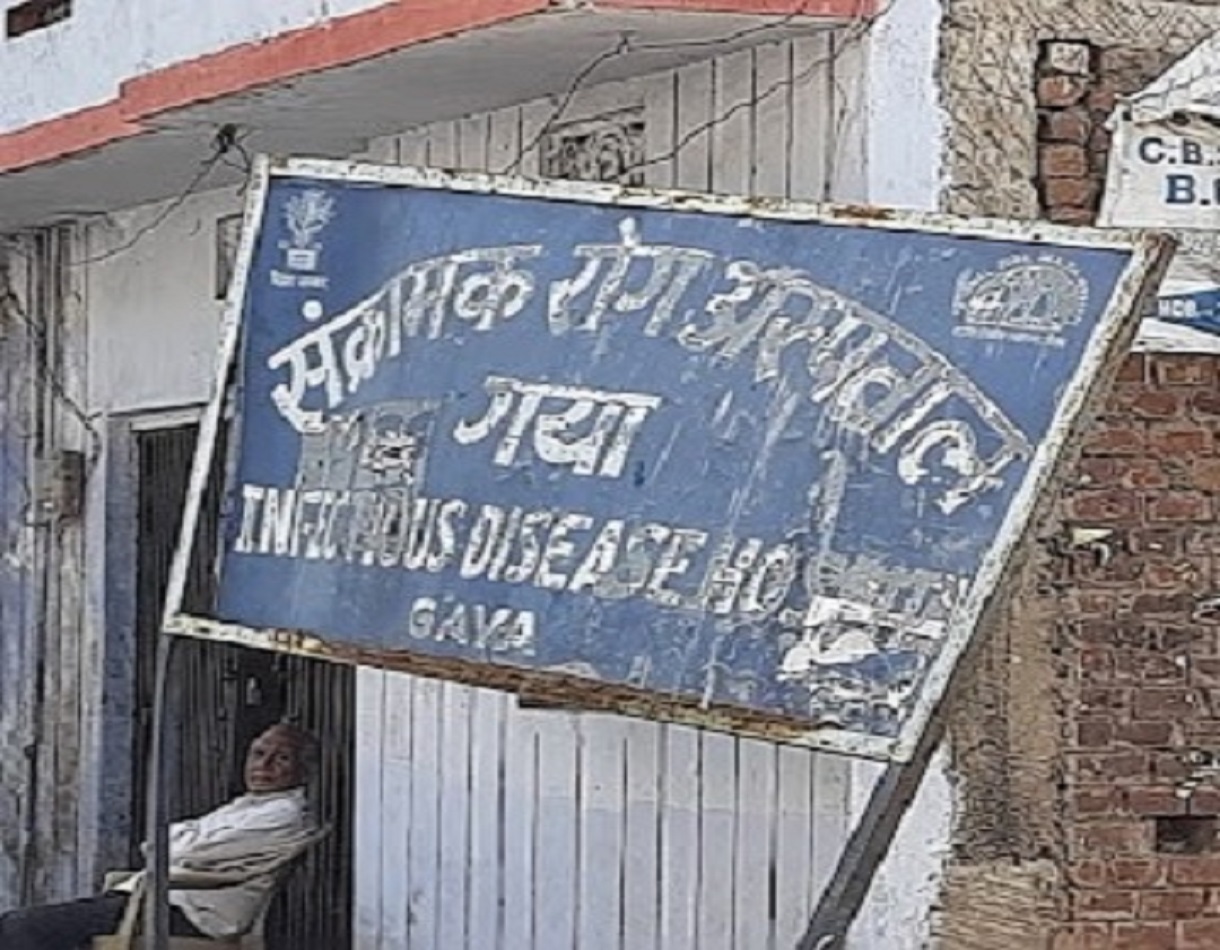 संक्रामक रोग अस्पताल
गया
INFECTIOUS DISEASE HO
GAYA
C.B.
B.